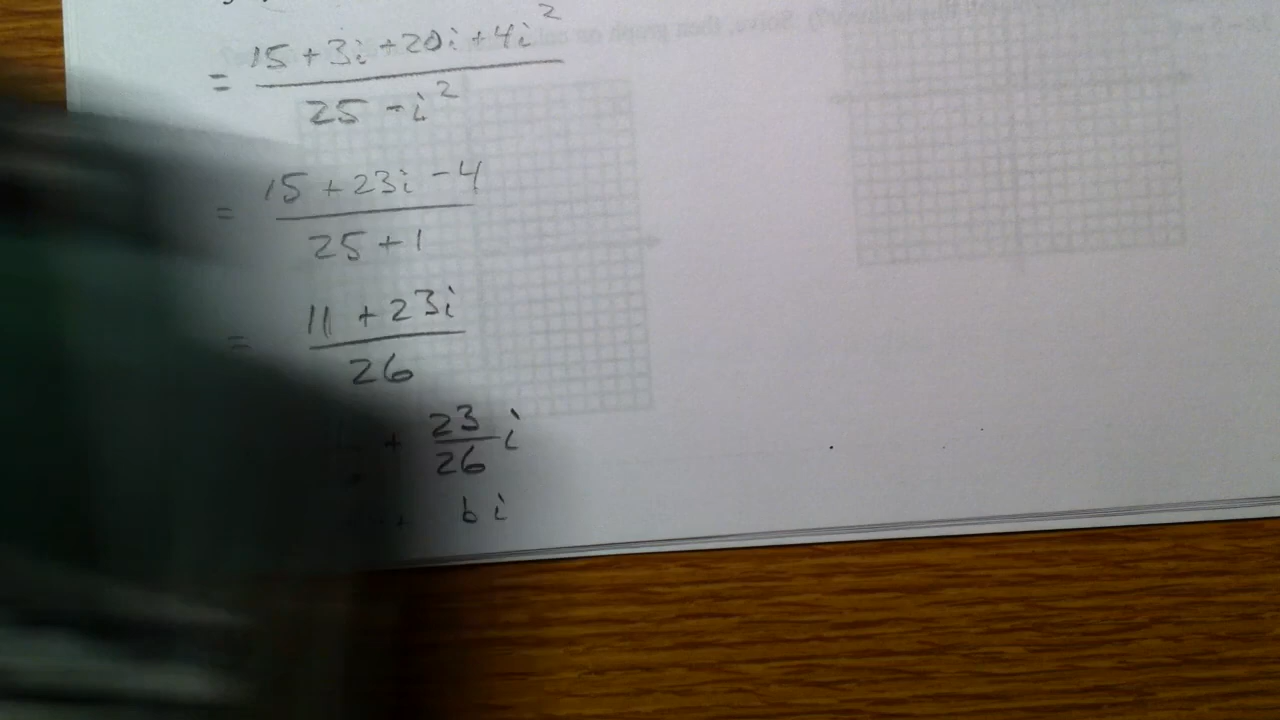 = (15 + 3i + 20i + 4i²) / (25 - i²)
= (15 + 23i - 4) / (25 + 1)
= (11 + 23i) / 26
+ 23/26 i
bi